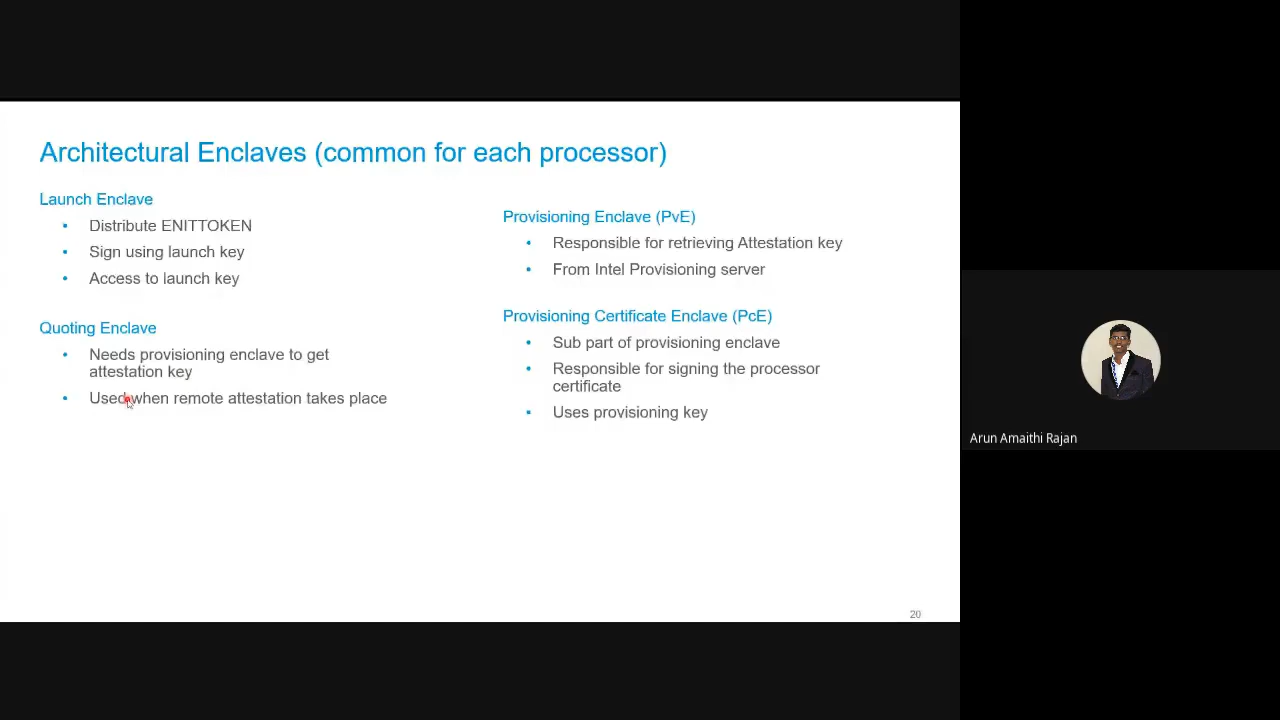 Architectural Enclaves (common for each processor)
Launch Enclave
Distribute ENITTOKEN
Sign using launch key
Access to launch key
Quoting Enclave
Needs provisioning enclave to get
attestation key
Used when remote attestation takes place
Provisioning Enclave (PvE)
Responsible for retrieving Attestation key
From Intel Provisioning server
Provisioning Certificate Enclave (PcE)
Sub part of provisioning enclave
Responsible for signing the processor
certificate
Uses provisioning key
20
Arun Amaithi Rajan